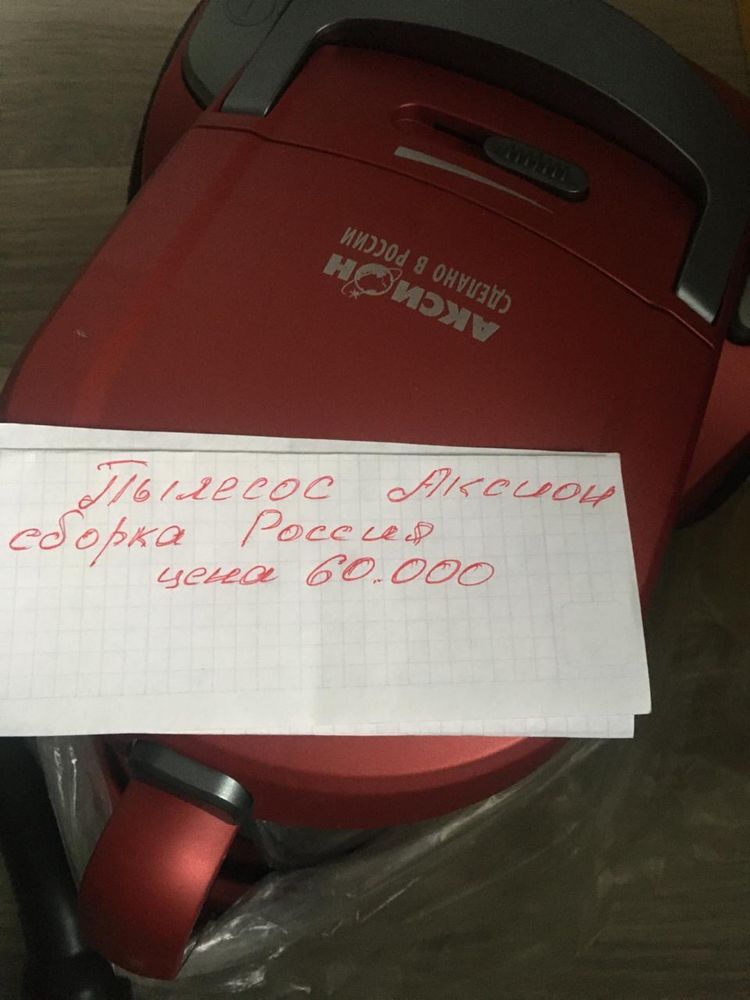 АКСИОН
СДЕЛАНО В РОССИИ
Пылесос Аксион
сборка Россия
цена 60.000